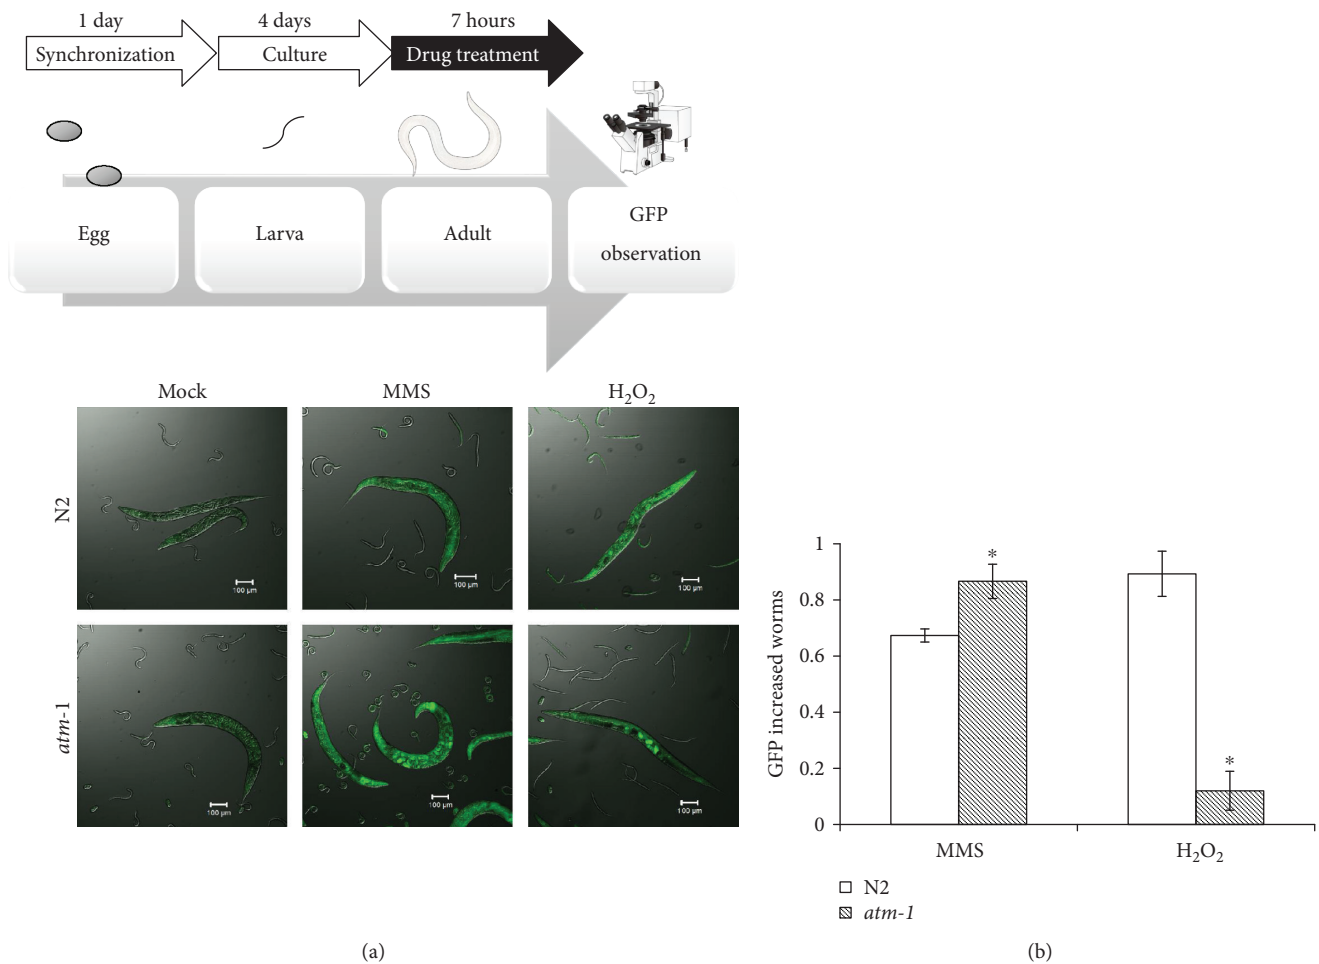 1 day
4 days
7 hours
Synchronization
Culture
Drug treatment
Egg
Larva
Adult
GFP
observation
Mock
MMS
H₂O₂
N2
100 µm
100 µm
100 µm
atm-1
100 µm
100 µm
100 µm
(a)
GFP increased worms
1
0.8
0.6
0.4
0.2
0
*
*
MMS
H₂O₂
N2
atm-1
(b)